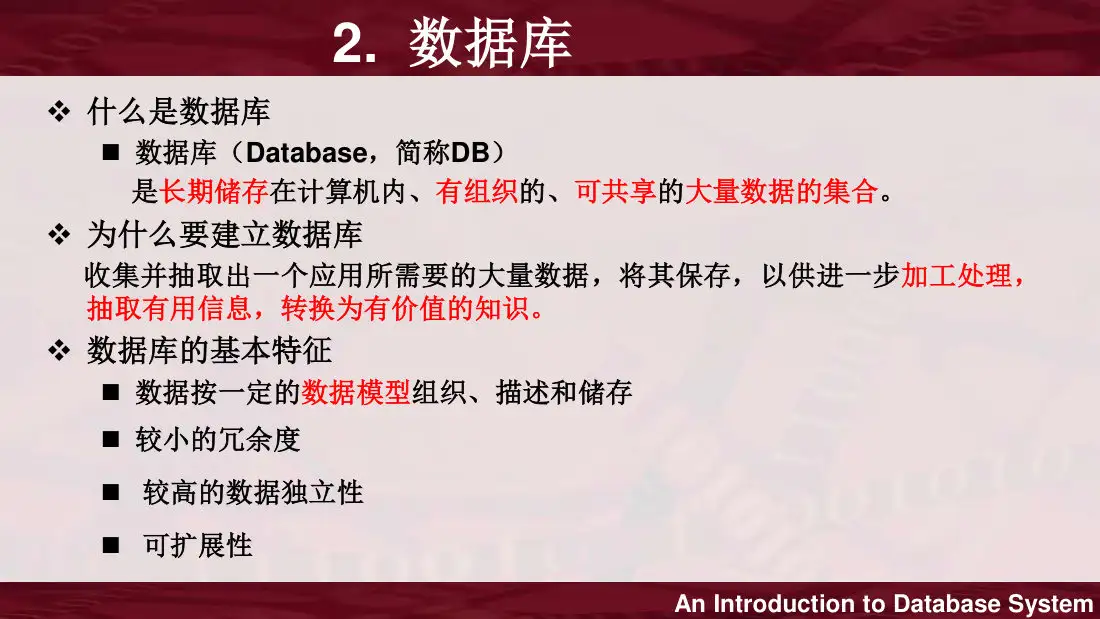 2. 数据库
❖ 什么是数据库
■ 数据库（Database，简称DB）
是长期储存在计算机内、有组织的、可共享的大量数据的集合。
❖ 为什么要建立数据库
收集并抽取出一个应用所需要的大量数据，将其保存，以供进一步加工处理，
抽取有用信息，转换为有价值的知识。
❖ 数据库的基本特征
■ 数据按一定的数据模型组织、描述和储存
■ 较小的冗余度
■ 较高的数据独立性
■ 可扩展性
An Introduction to Database System